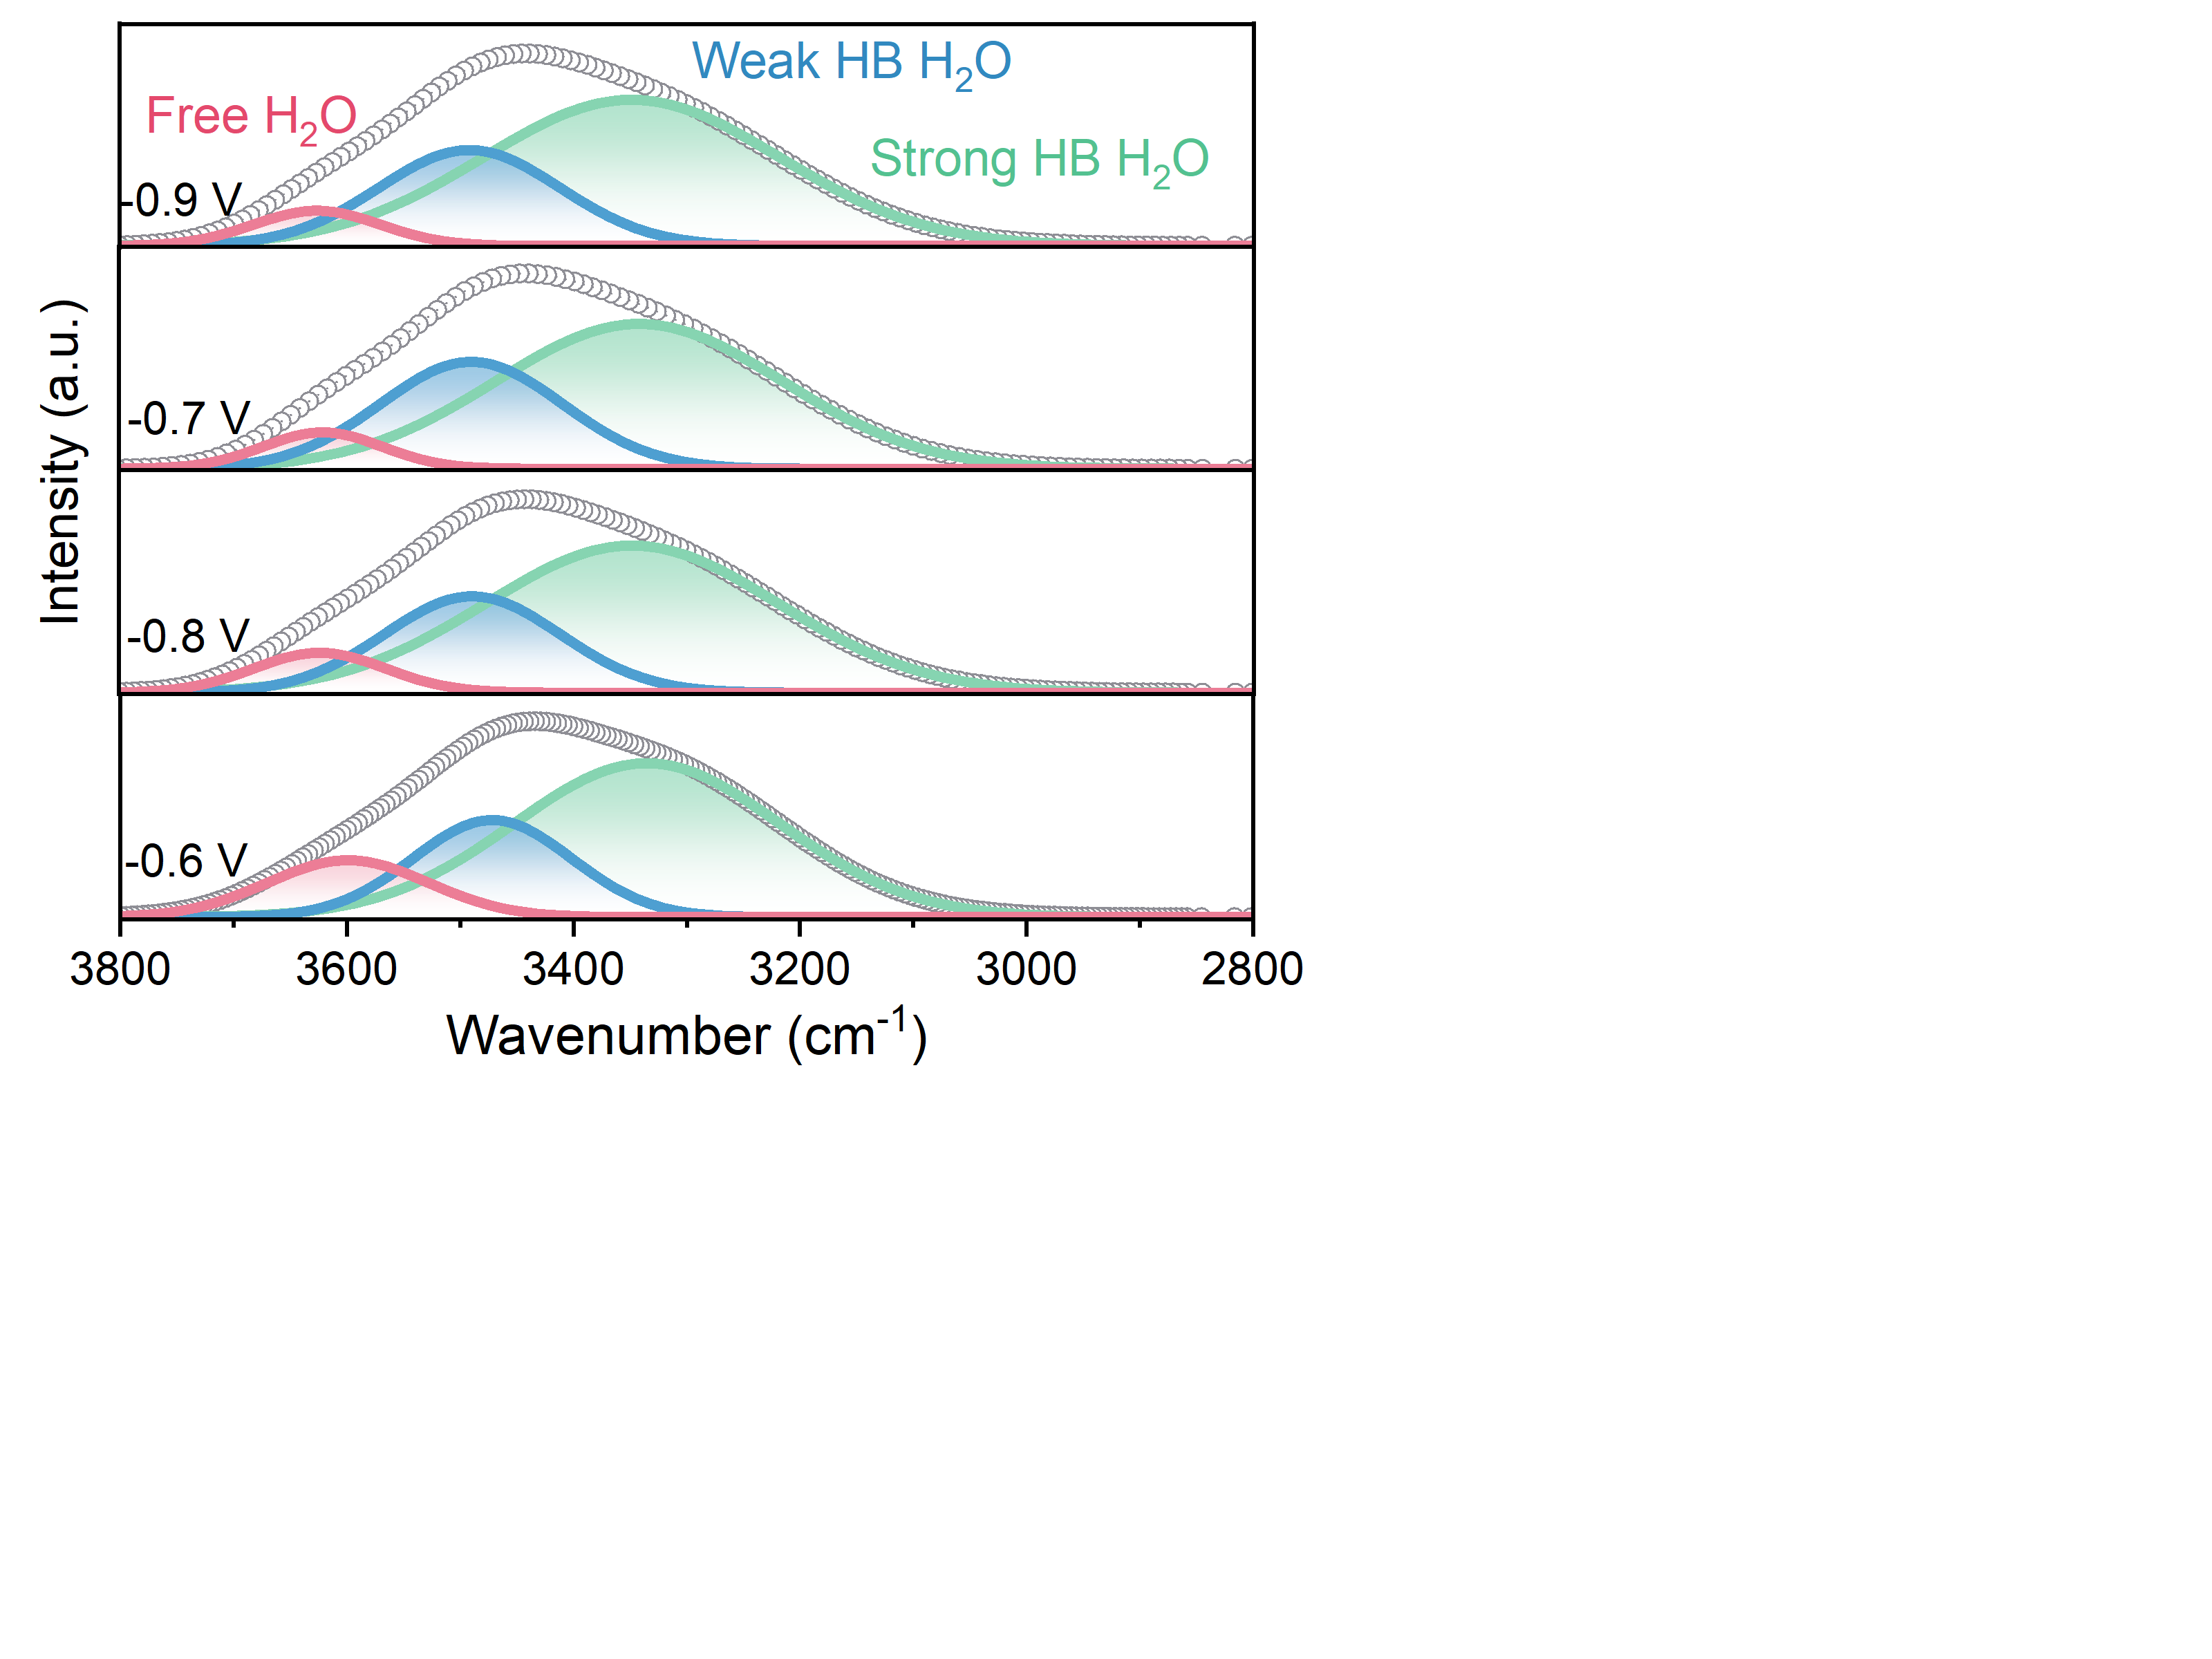 Weak HB H₂O
Free H₂O
Strong HB H₂O
-0.9 V
-0.7 V
-0.8 V
-0.6 V
Intensity (a.u.)
3800 3600 3400 3200 3000 2800
Wavenumber (cm⁻¹)